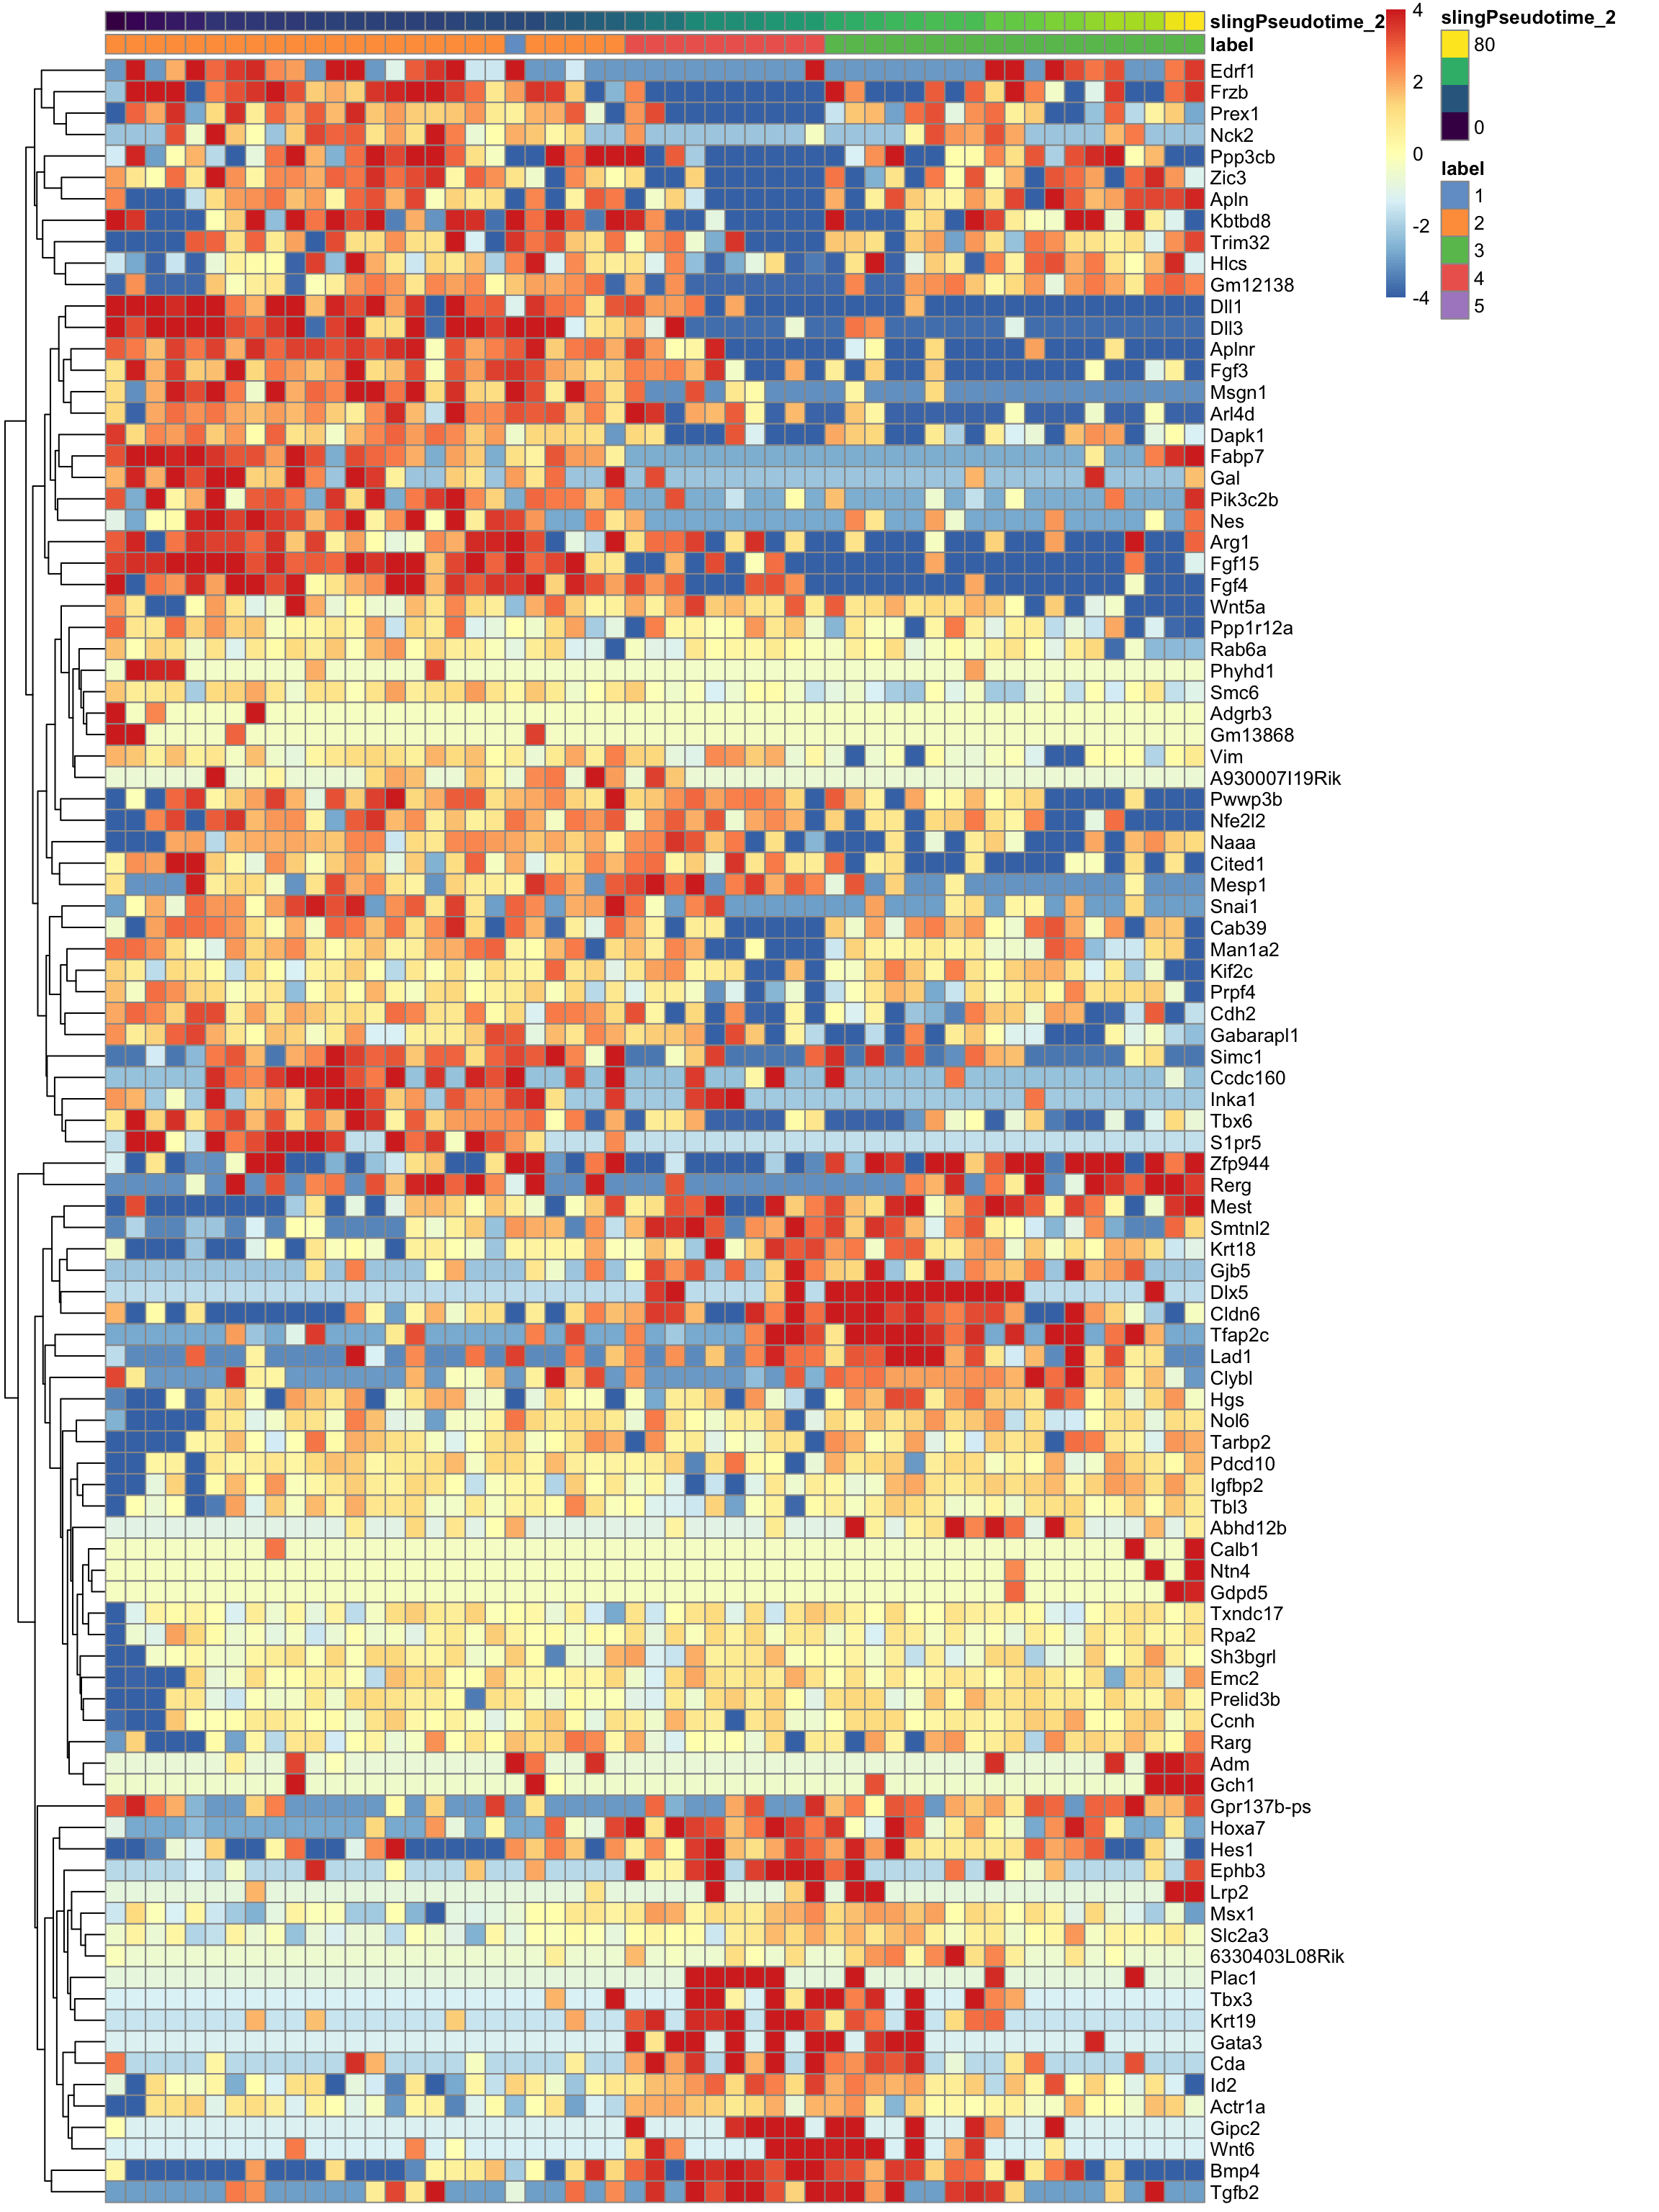 slingPseudotime_2
label
Edrf1
Frzb
Prex1
Nck2
Ppp3cb
Zic3
Apln
Kbtbd8
Trim32
Hlcs
Gm12138
Dll1
Dll3
Aplnr
Fgf3
Msgn1
Arl4d
Dapk1
Fabp7
Gal
Pik3c2b
Nes
Arg1
Fgf15
Fgf4
Wnt5a
Ppp1r12a
Rab6a
Phyhd1
Smc6
Adgrb3
Gm13868
Vim
A930007I19Rik
Pwwp3b
Nfe2l2
Naaa
Cited1
Mesp1
Snai1
Cab39
Man1a2
Kif2c
Prpf4
Cdh2
Gabarapl1
Simc1
Ccdc160
Inka1
Tbx6
S1pr5
Zfp944
Rerg
Mest
Smtnl2
Krt18
Gjb5
Dlx5
Cldn6
Tfap2c
Lad1
Clybl
Hgs
Nol6
Tarbp2
Pdcd10
Igfbp2
Tbl3
Abhd12b
Calb1
Ntn4
Gdpd5
Txndc17
Rpa2
Sh3bgrl
Emc2
Prelid3b
Ccnh
Rarg
Adm
Gch1
Gpr137b-ps
Hoxa7
Hes1
Ephb3
Lrp2
Msx1
Slc2a3
6330403L08Rik
Plac1
Tbx3
Krt19
Gata3
Cda
Id2
Actr1a
Gipc2
Wnt6
Bmp4
Tgfb2
4
2
0
-2
-4
slingPseudotime_2
80
0
label
1
2
3
4
5